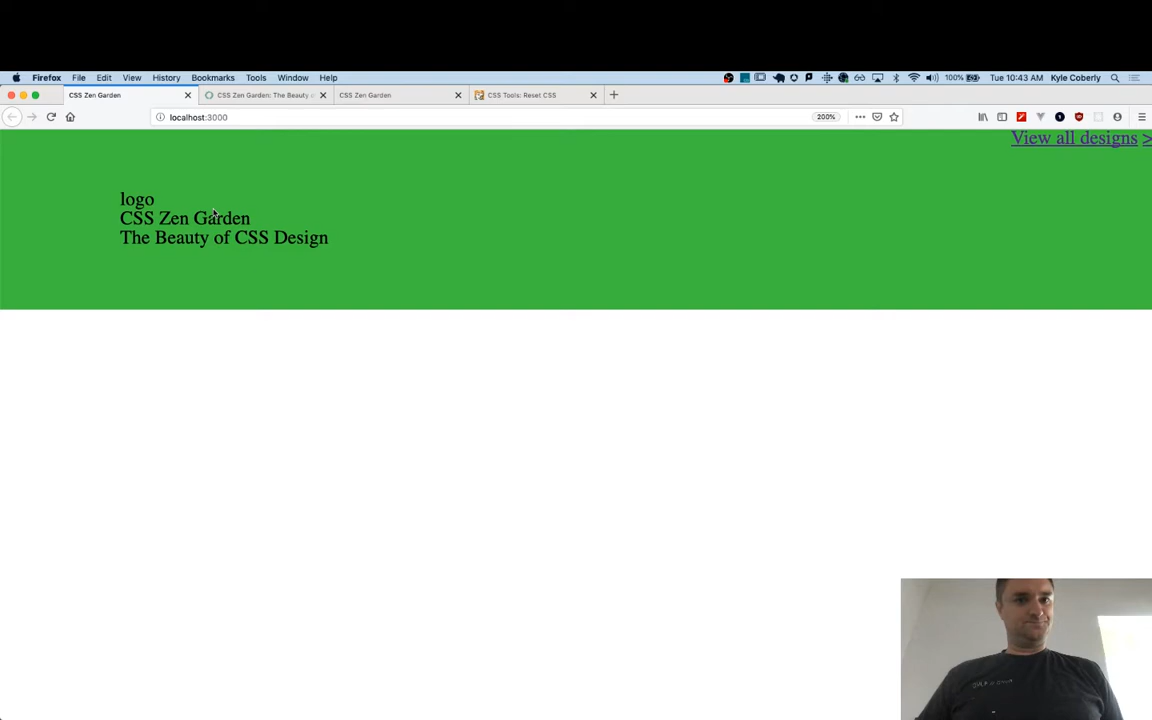 Firefox File Edit View History Bookmarks Tools Window Help 100% Tue 10:43 AM Kyle Coberly
CSS Zen Garden CSS Zen Garden: The Beauty o CSS Zen Garden CSS Tools: Reset CSS
localhost:3000 200%
View all designs >
logo
CSS Zen Garden
The Beauty of CSS Design